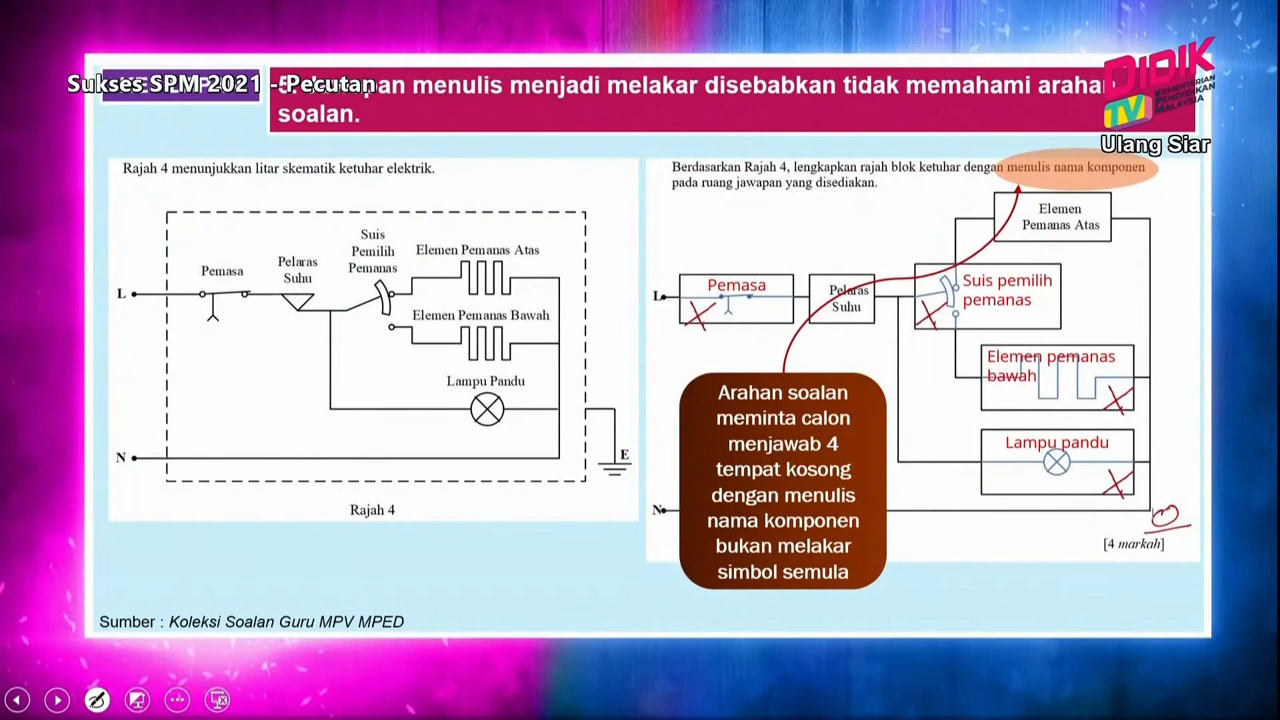 Sukses SPM 2021 - Pecutan
menulis menjadi melakar disebabkan tidak memahami arahan
soalan.
DIDIK
TV
KEMENTERIAN
PENDIDIKAN
MALAYSIA
Ulang Siar
Rajah 4 menunjukkan litar skematik ketuhar elektrik.
Suis
Pemilih
Pemanas
Elemen Pemanas Atas
Pemasa
Pelaras
Suhu
L
Elemen Pemanas Bawah
Lampu Pandu
N
E
Rajah 4
Berdasarkan Rajah 4, lengkapkan rajah blok ketuhar dengan menulis nama komponen
pada ruang jawapan yang disediakan.
Elemen
Pemanas Atas
L
Pemasa
Pelaras
Suhu
Suis pemilih
pemanas
Elemen pemanas
bawah
Lampu pandu
N
0
[4 markah]
Arahan soalan
meminta calon
menjawab 4
tempat kosong
dengan menulis
nama komponen
bukan melakar
simbol semula
Sumber : Koleksi Soalan Guru MPV MPED